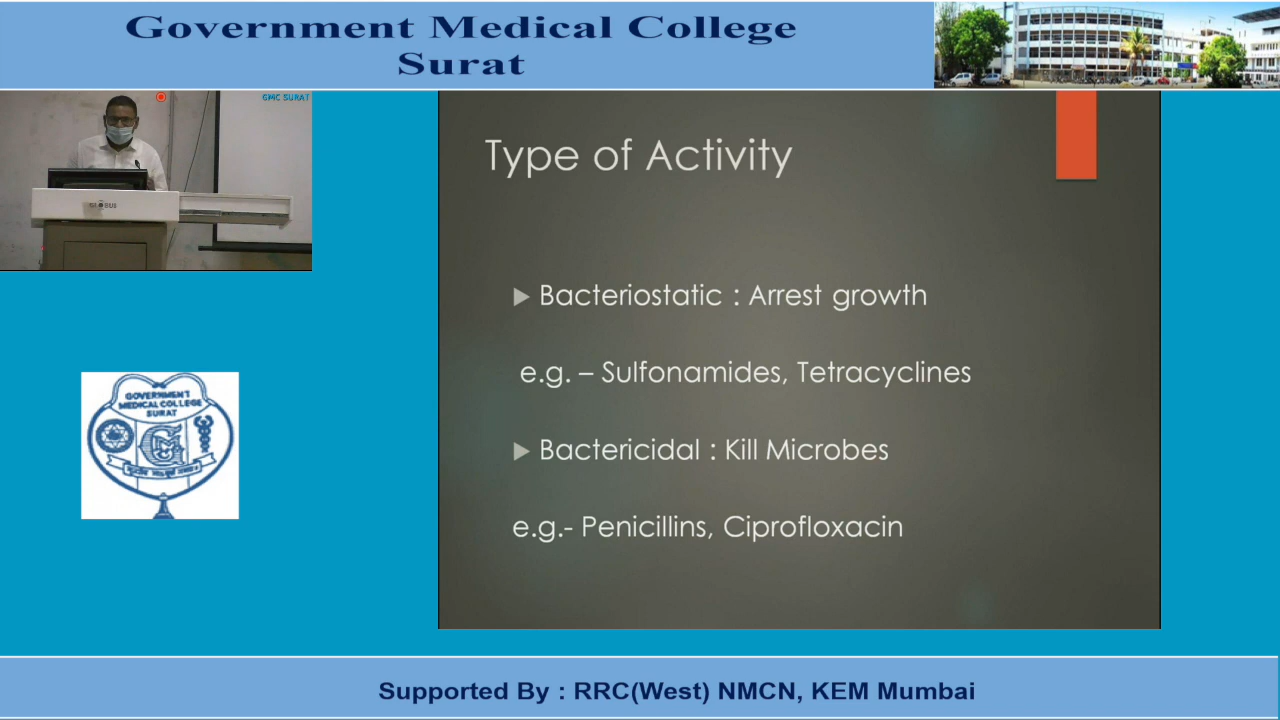 Government Medical College
Surat
GMC SURAT
GLOBUS
Type of Activity
▶ Bacteriostatic : Arrest growth
e.g. – Sulfonamides, Tetracyclines
▶ Bactericidal : Kill Microbes
e.g.- Penicillins, Ciprofloxacin
GOVERNMENT
MEDICAL COLLEGE
SURAT
Supported By : RRC(West) NMCN, KEM Mumbai